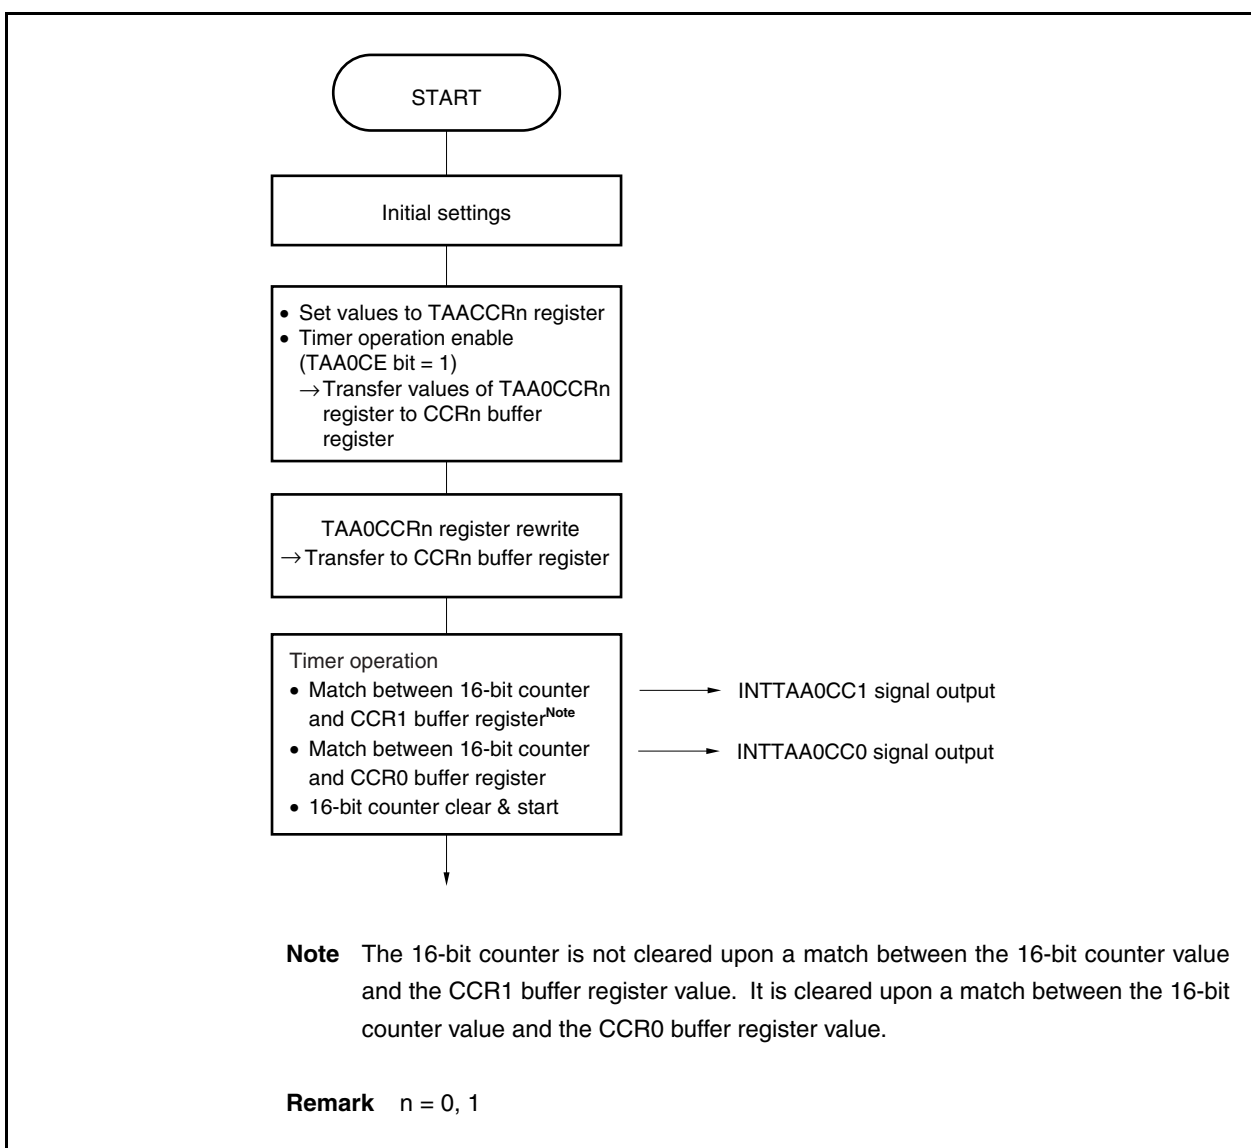 START
Initial settings
• Set values to TAACCRn register
• Timer operation enable
(TAA0CE bit = 1)
→ Transfer values of TAA0CCRn
register to CCRn buffer
register
TAA0CCRn register rewrite
→ Transfer to CCRn buffer register
Timer operation
• Match between 16-bit counter
and CCR1 buffer registerNote
INTTAA0CC1 signal output
• Match between 16-bit counter
and CCR0 buffer register
INTTAA0CC0 signal output
• 16-bit counter clear & start
Note The 16-bit counter is not cleared upon a match between the 16-bit counter value
and the CCR1 buffer register value. It is cleared upon a match between the 16-bit
counter value and the CCR0 buffer register value.
Remark n = 0, 1